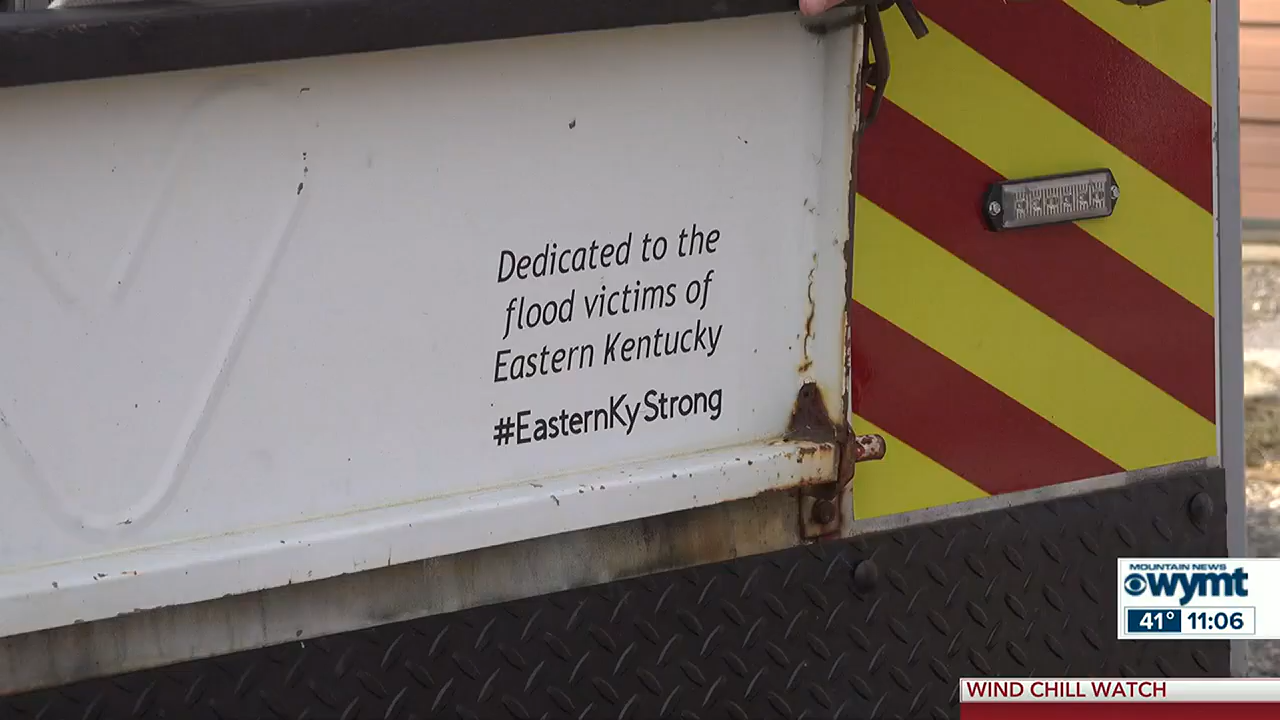 Dedicated to the
flood victims of
Eastern Kentucky
#EasternKyStrong
MOUNTAIN NEWS
wymt
41° 11:06
WIND CHILL WATCH